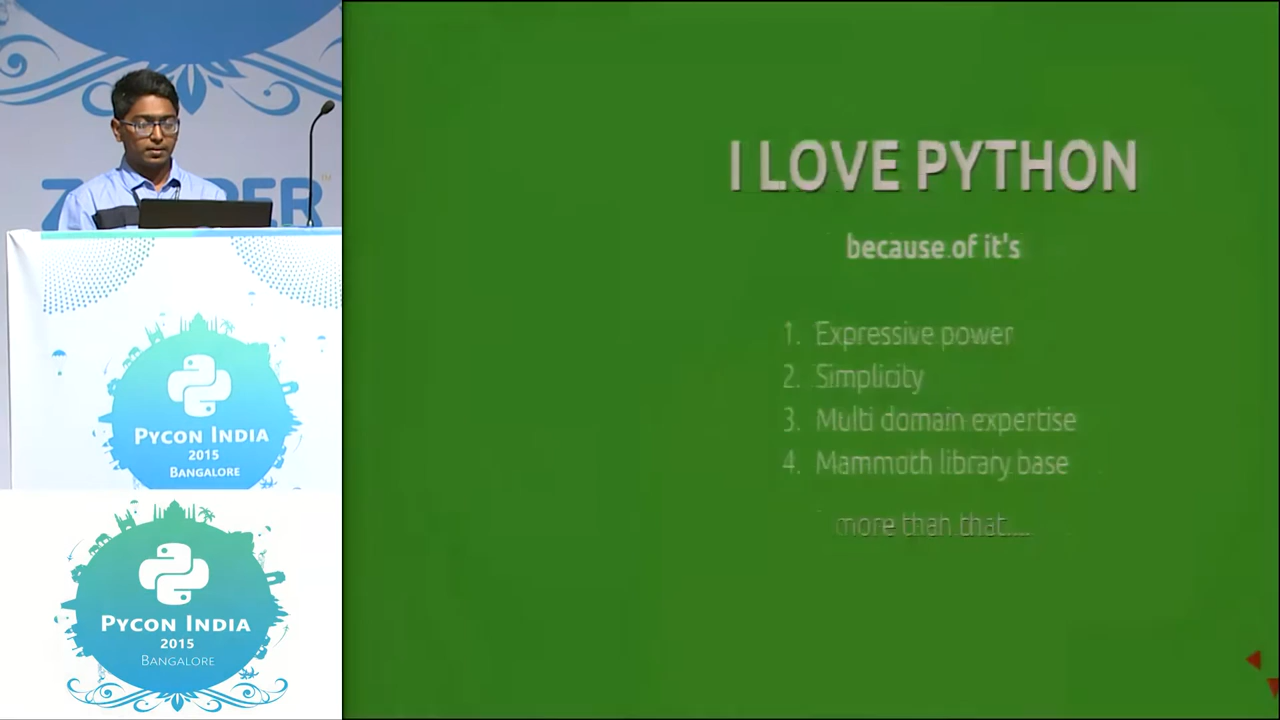 I LOVE PYTHON
because of it's
1. Expressive power
2. Simplicity
3. Multi domain expertise
4. Mammoth library base
more than that....
PYCON INDIA
2015
BANGALORE
PYCON INDIA
2015
BANGALORE